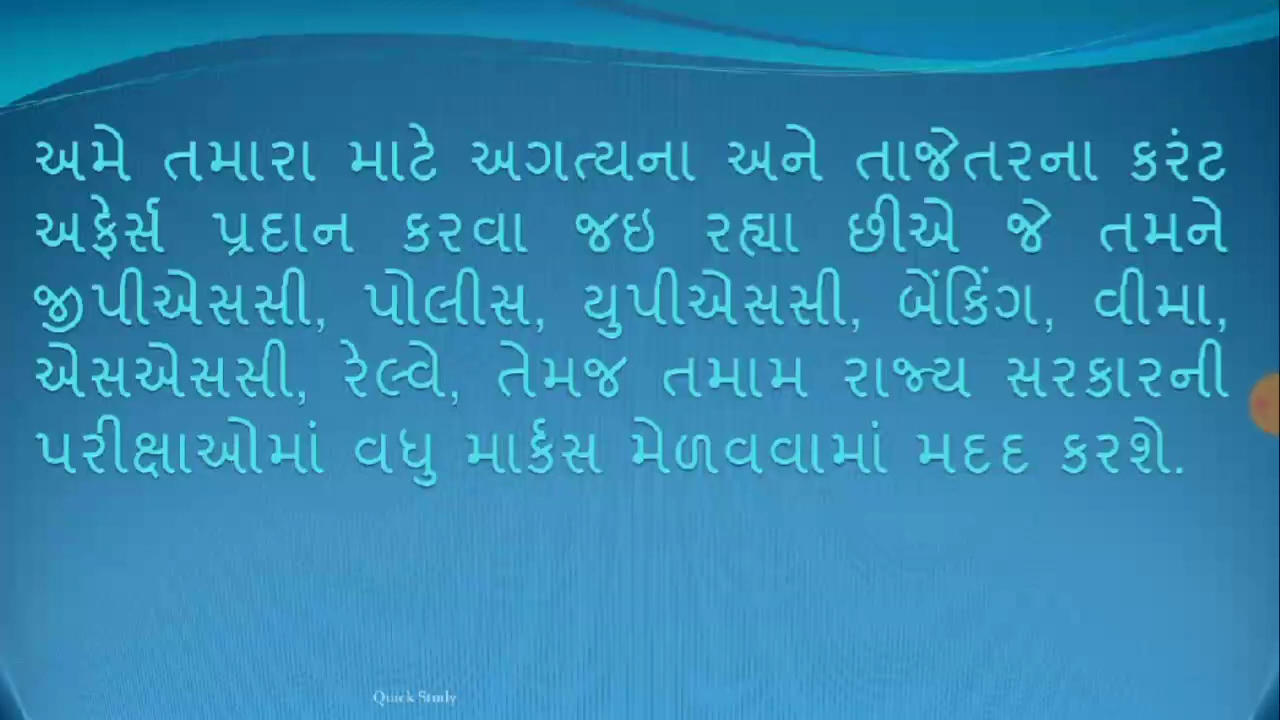 અમે તમારા માટે અગત્યના અને તાજેતરના કરંટ
અફેર્સ પ્રદાન કરવા જઇ રહ્યા છીએ જે તમને
જીપીએસસી, પોલીસ, યુપીએસસી, બેંકિંગ, વીમા,
એસએસસી, રેલ્વે, તેમજ તમામ રાજ્ય સરકારની
પરીક્ષાઓમાં વધુ માર્કસ મેળવવામાં મદદ કરશે.
Quick Study